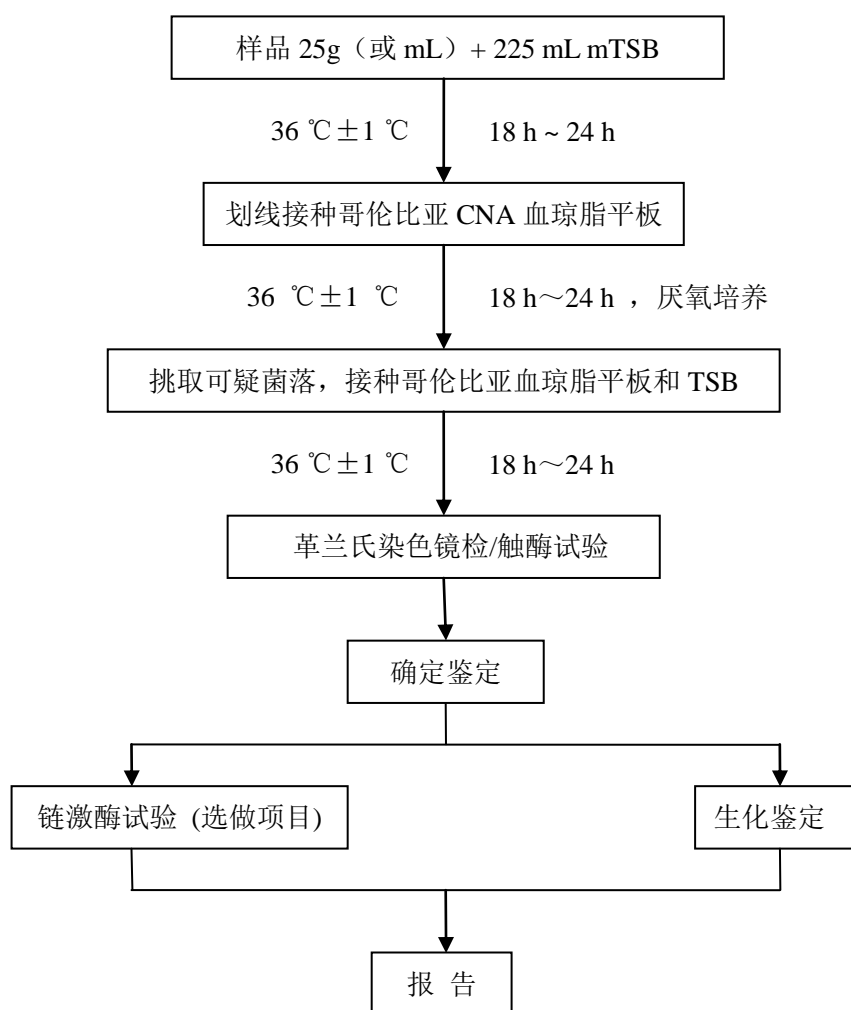 样品 25g（或 mL）+ 225 mL mTSB
36 ℃±1 ℃ 18 h ~ 24 h
划线接种哥伦比亚 CNA 血琼脂平板
36 ℃±1 ℃ 18 h～24 h ，厌氧培养
挑取可疑菌落，接种哥伦比亚血琼脂平板和 TSB
36 ℃±1 ℃ 18 h～24 h
革兰氏染色镜检/触酶试验
确定鉴定
链激酶试验 (选做项目) 生化鉴定
报 告